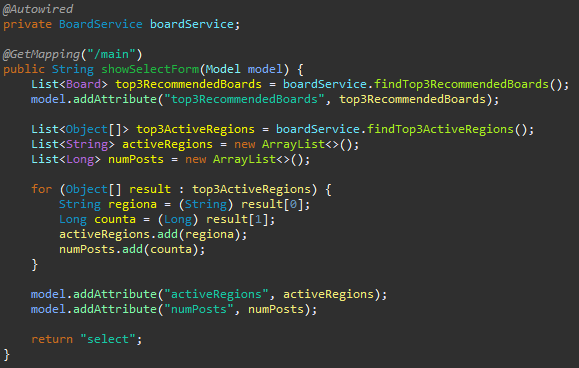 @Autowired
private BoardService boardService;

@GetMapping("/main")
public String showSelectForm(Model model) {
    List<Board> top3RecommendedBoards = boardService.findTop3RecommendedBoards();
    model.addAttribute("top3RecommendedBoards", top3RecommendedBoards);

    List<Object[]> top3ActiveRegions = boardService.findTop3ActiveRegions();
    List<String> activeRegions = new ArrayList<>();
    List<Long> numPosts = new ArrayList<>();

    for (Object[] result : top3ActiveRegions) {
        String regiona = (String) result[0];
        Long counta = (Long) result[1];
        activeRegions.add(regiona);
        numPosts.add(counta);
    }

    model.addAttribute("activeRegions", activeRegions);
    model.addAttribute("numPosts", numPosts);

    return "select";
}